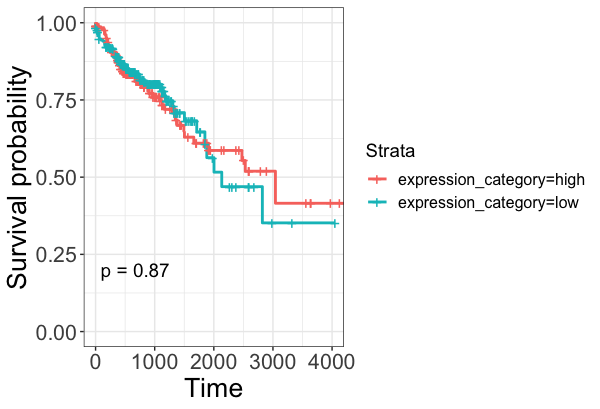 Survival probability
1.00
0.75
0.50
0.25
0.00
p = 0.87
0 1000 2000 3000 4000
Time
Strata
expression_category=high
expression_category=low